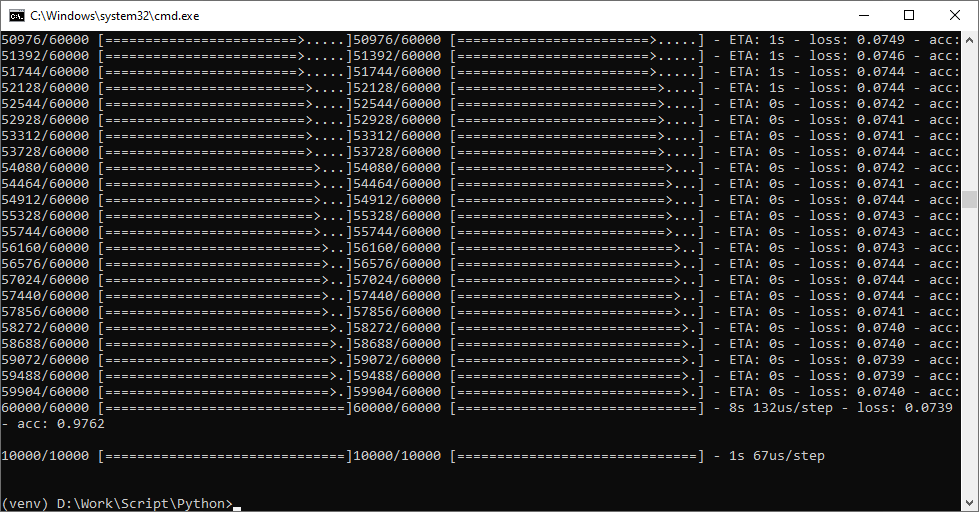 C:\Windows\system32\cmd.exe
50976/60000 [========================>.....]50976/60000 [========================>.....] - ETA: 1s - loss: 0.0749 - acc:
51392/60000 [========================>.....]51392/60000 [========================>.....] - ETA: 1s - loss: 0.0746 - acc:
51744/60000 [========================>.....]51744/60000 [========================>.....] - ETA: 1s - loss: 0.0744 - acc:
52128/60000 [=========================>....]52128/60000 [=========================>....] - ETA: 1s - loss: 0.0744 - acc:
52544/60000 [=========================>....]52544/60000 [=========================>....] - ETA: 0s - loss: 0.0742 - acc:
52928/60000 [=========================>....]52928/60000 [=========================>....] - ETA: 0s - loss: 0.0741 - acc:
53312/60000 [=========================>....]53312/60000 [=========================>....] - ETA: 0s - loss: 0.0741 - acc:
53728/60000 [=========================>....]53728/60000 [=========================>....] - ETA: 0s - loss: 0.0744 - acc:
54080/60000 [==========================>...]54080/60000 [==========================>...] - ETA: 0s - loss: 0.0742 - acc:
54464/60000 [==========================>...]54464/60000 [==========================>...] - ETA: 0s - loss: 0.0741 - acc:
54912/60000 [==========================>...]54912/60000 [==========================>...] - ETA: 0s - loss: 0.0744 - acc:
55328/60000 [==========================>...]55328/60000 [==========================>...] - ETA: 0s - loss: 0.0743 - acc:
55744/60000 [==========================>...]55744/60000 [==========================>...] - ETA: 0s - loss: 0.0743 - acc:
56160/60000 [===========================>..]56160/60000 [===========================>..] - ETA: 0s - loss: 0.0743 - acc:
56576/60000 [===========================>..]56576/60000 [===========================>..] - ETA: 0s - loss: 0.0744 - acc:
57024/60000 [===========================>..]57024/60000 [===========================>..] - ETA: 0s - loss: 0.0744 - acc:
57440/60000 [===========================>..]57440/60000 [===========================>..] - ETA: 0s - loss: 0.0744 - acc:
57856/60000 [===========================>..]57856/60000 [===========================>..] - ETA: 0s - loss: 0.0741 - acc:
58272/60000 [============================>.]58272/60000 [============================>.] - ETA: 0s - loss: 0.0740 - acc:
58688/60000 [============================>.]58688/60000 [============================>.] - ETA: 0s - loss: 0.0740 - acc:
59072/60000 [============================>.]59072/60000 [============================>.] - ETA: 0s - loss: 0.0739 - acc:
59488/60000 [============================>.]59488/60000 [============================>.] - ETA: 0s - loss: 0.0739 - acc:
59904/60000 [============================>.]59904/60000 [============================>.] - ETA: 0s - loss: 0.0740 - acc:
60000/60000 [==============================]60000/60000 [==============================] - 8s 132us/step - loss: 0.0739
- acc: 0.9762
10000/10000 [==============================]10000/10000 [==============================] - 1s 67us/step
(venv) D:\Work\Script\Python>